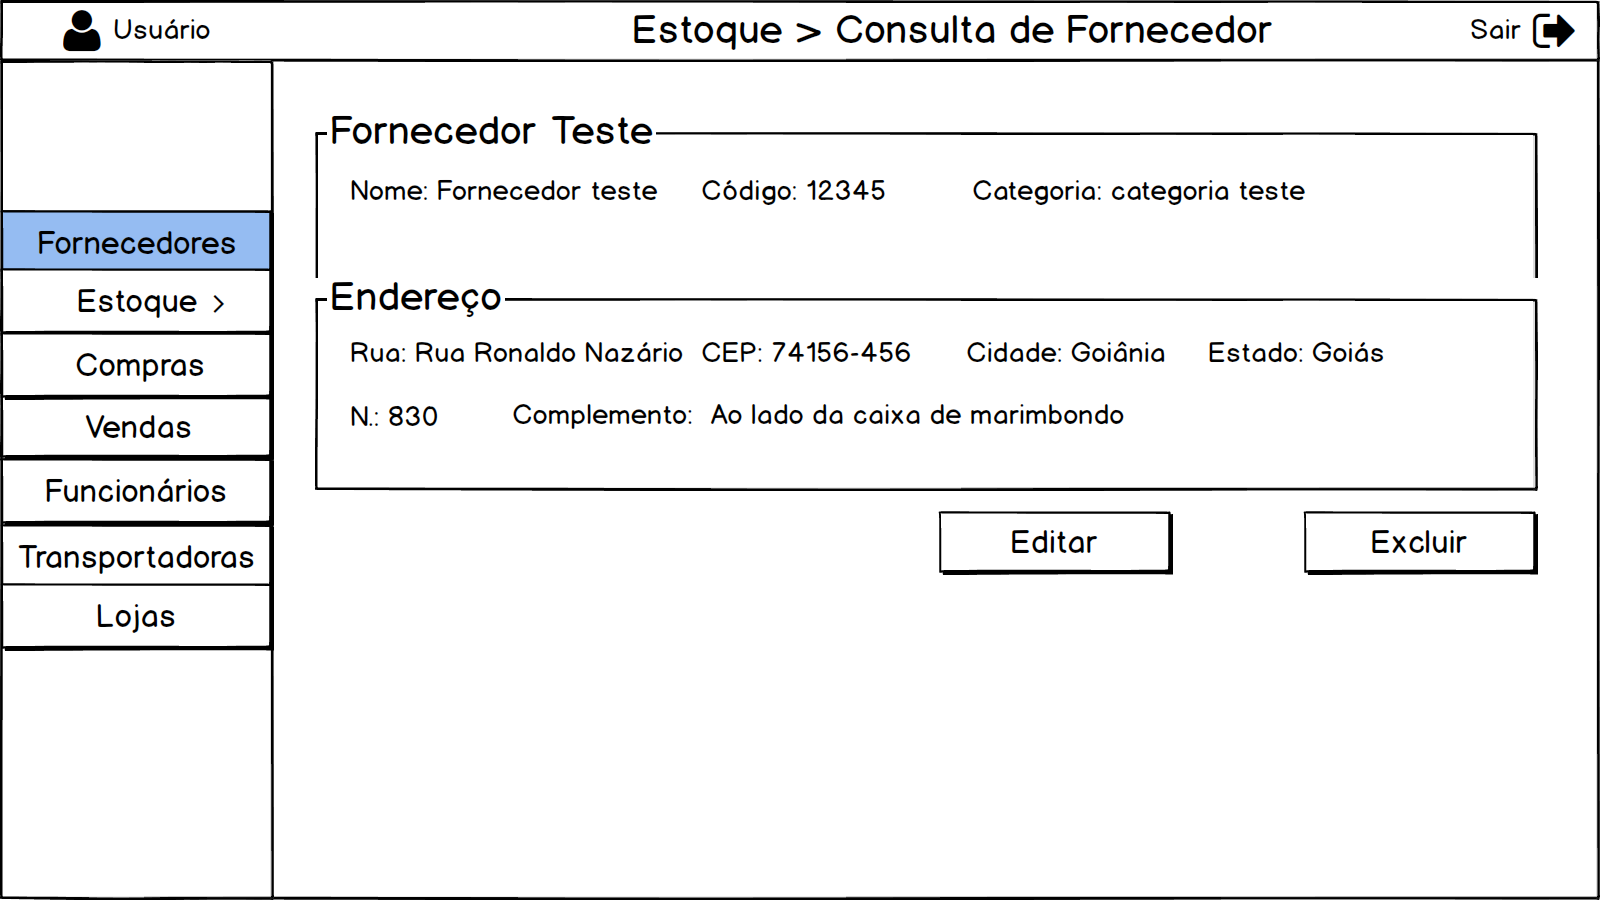 Usuário
Estoque > Consulta de Fornecedor
Sair
Fornecedores
Estoque >
Compras
Vendas
Funcionários
Transportadoras
Lojas
Fornecedor Teste
Nome: Fornecedor teste Código: 12345 Categoria: categoria teste
Endereço
Rua: Rua Ronaldo Nazário CEP: 74156-456 Cidade: Goiânia Estado: Goiás
N.: 830 Complemento: Ao lado da caixa de marimbondo
Editar
Excluir